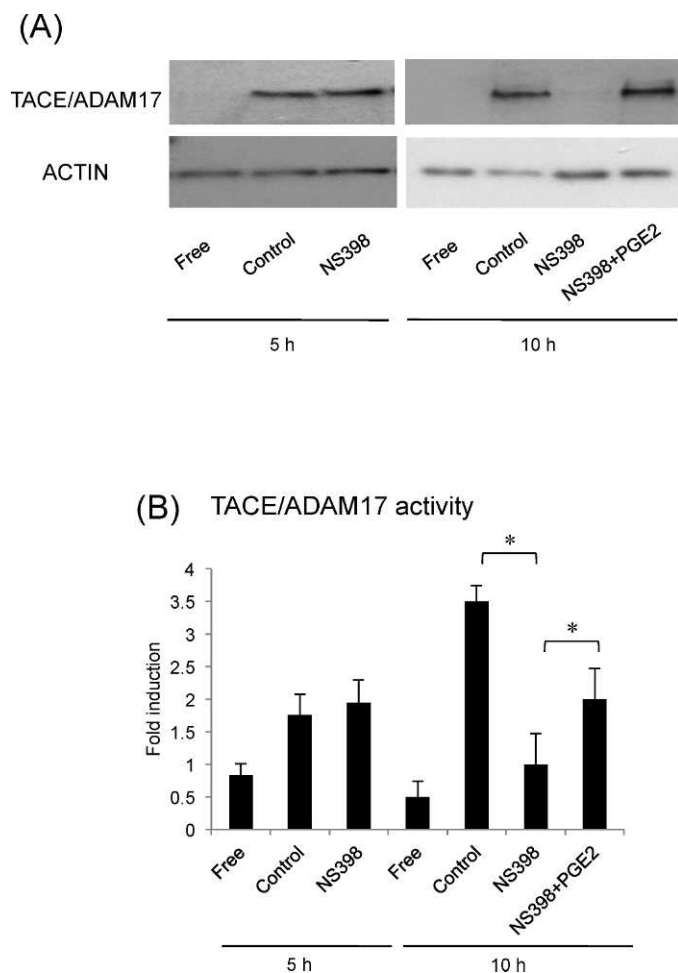 (A)
TACE/ADAM17
ACTIN
Free Control NS398 Free Control NS398 NS398+PGE2
5 h 10 h
(B) TACE/ADAM17 activity
Fold induction
4
3.5
3
2.5
2
1.5
1
0.5
0
* *
Free Control NS398 Free Control NS398 NS398+PGE2
5 h 10 h